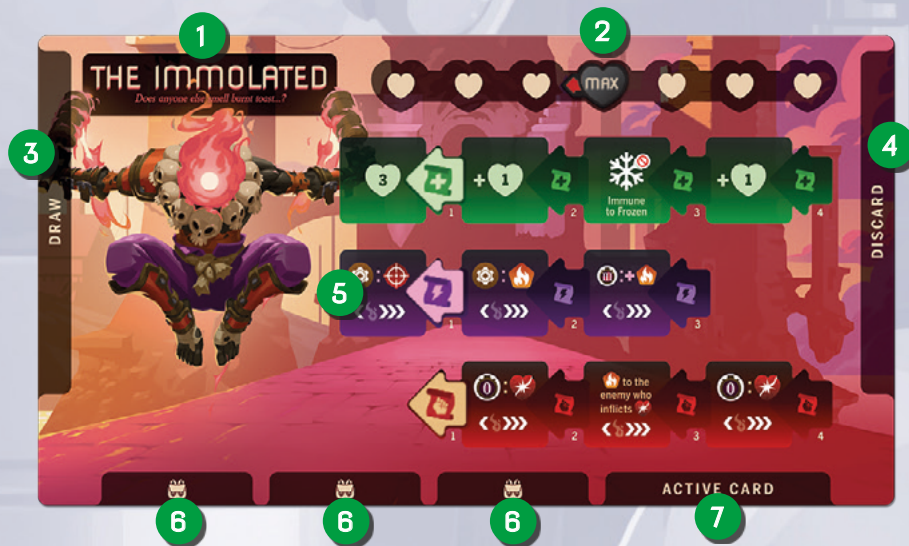 1
2
THE IMMOLATED
Does anyone else smell burnt toast...?
MAX
3
4
DRAW
DISCARD
3
1
+1
2
Immune
to Frozen
3
+1
4
5
:
1
:
2
:+
3
1
0:
2
to the
enemy who
inflicts
3
0:
4
ACTIVE CARD
6
6
6
7